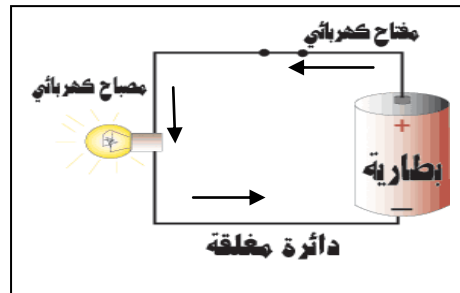 مفتاح كهربائي
مصباح كهربائي
+
بطارية
−
دائرة مغلقة